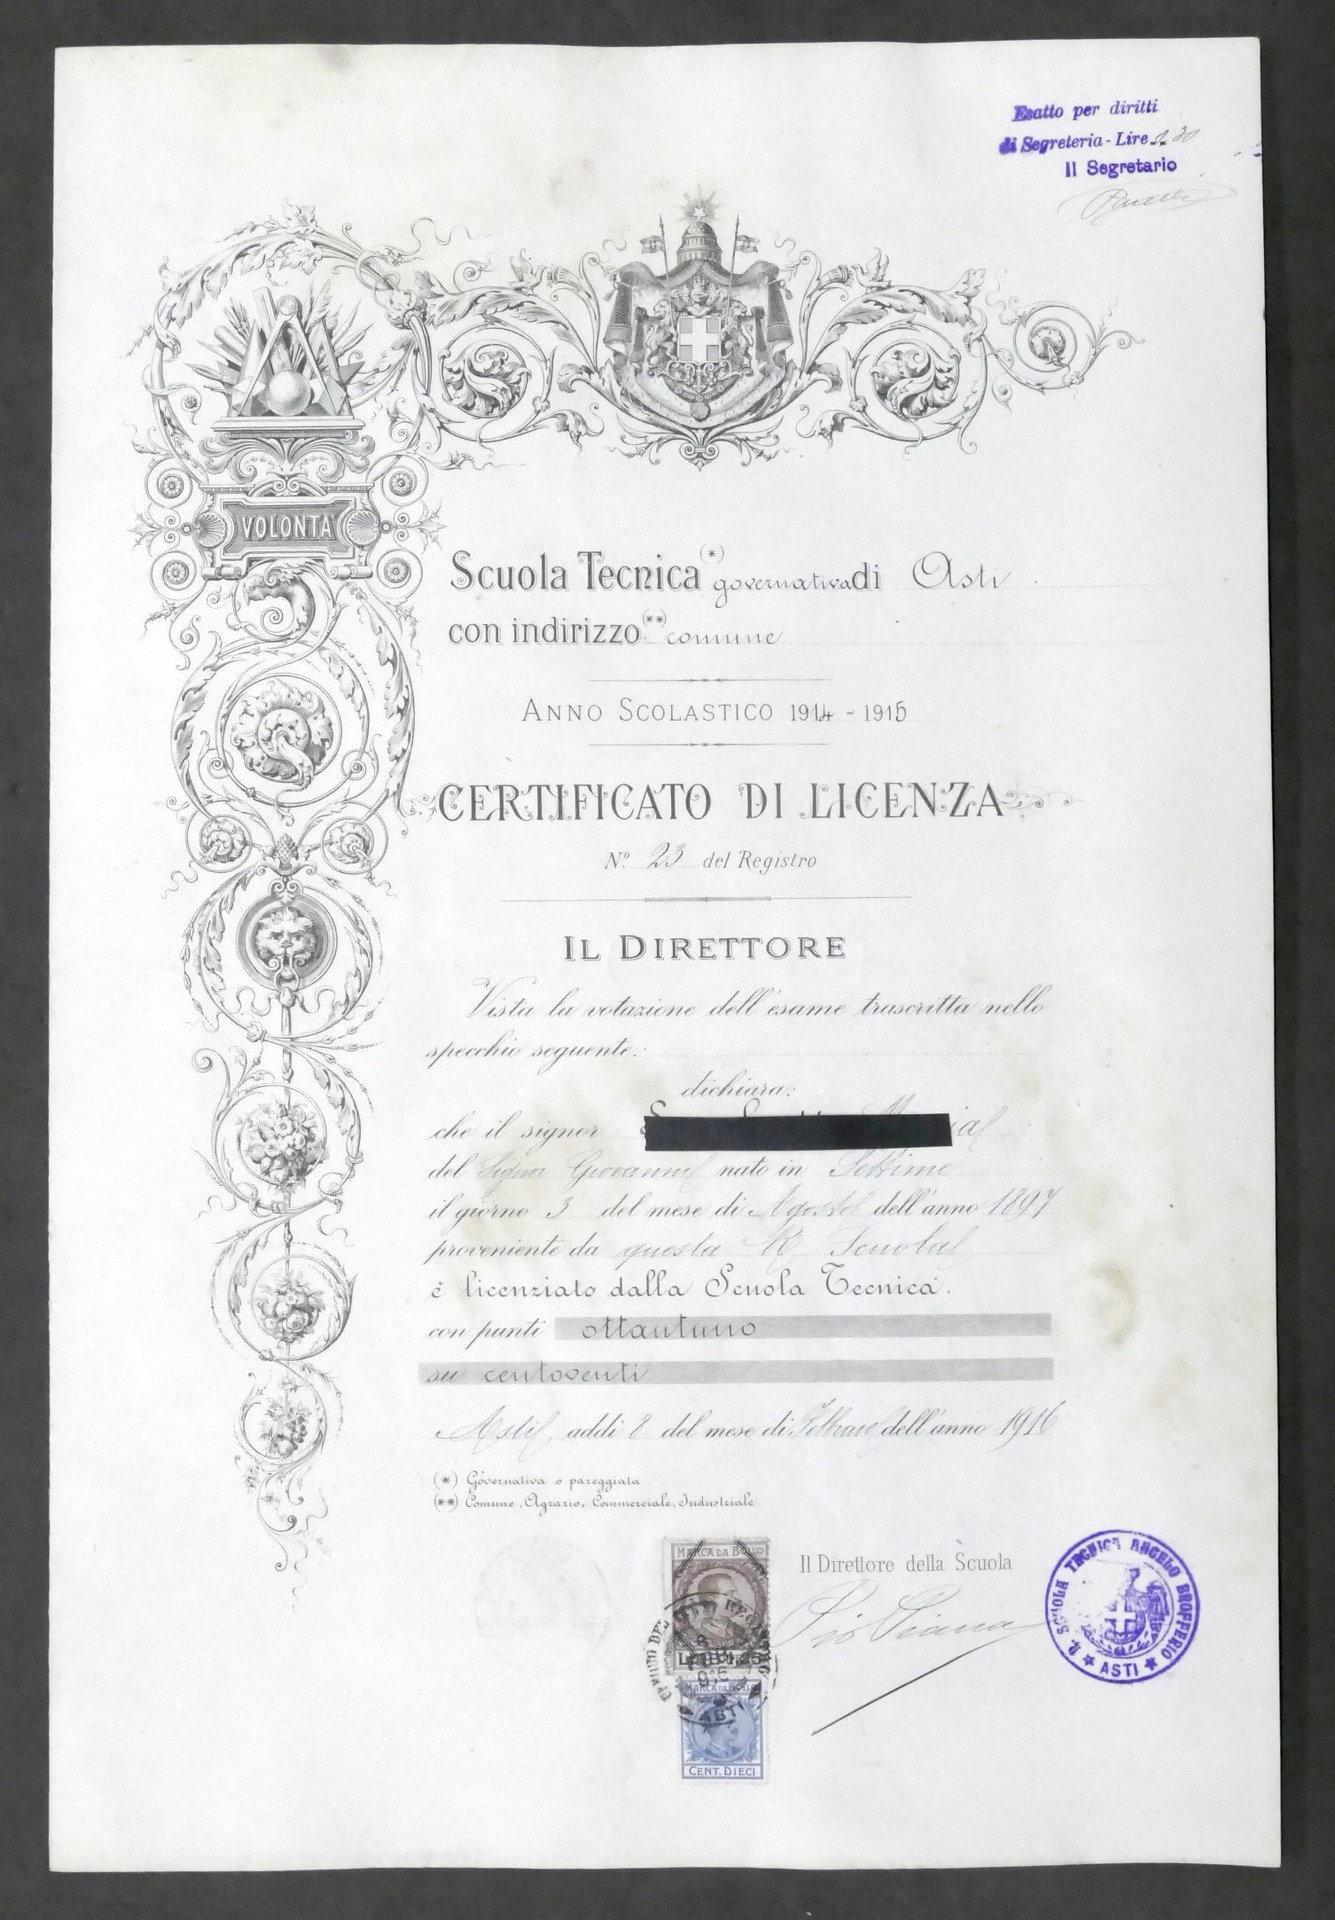 Esatto per diritti
di Segreteria - Lire
Il Segretario
VOLONTA'
Scuola Tecnica (*) governativa di Asti
con indirizzo (**) comune
ANNO SCOLASTICO 1914 - 1915
CERTIFICATO DI LICENZA
N.º 23 del Registro
IL DIRETTORE
Vista la votazione dell'esame trascritta nello
specchio seguente:
dichiara:
che il signor
del Signor Giovanni nato in Settime
il giorno 3 del mese di Agosto dell'anno 1897
proveniente da questa R. Scuola
è licenziato dalla Scuola Tecnica.
con punti ottantuno
su centoventi
Asti, addì 8 del mese di Febbraio dell'anno 1916
(*) Governativa o pareggiata
(**) Comune, Agrario, Commerciale, Industriale
Il Direttore della Scuola
Pio Viana
MARCA DA BOLLO
MARCA DA BOLLO
ASTI
CENT. DIECI
R. SCUOLA TECNICA ANGELO BROFFERIO
ASTI